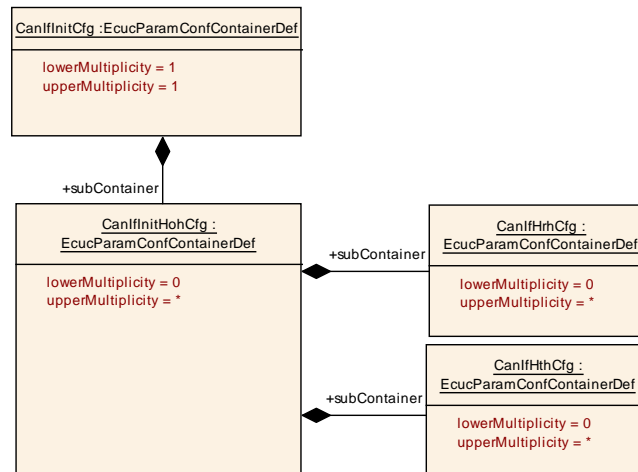 CanIfInitCfg :EcucParamConfContainerDef
lowerMultiplicity = 1
upperMultiplicity = 1
+subContainer
CanIfInitHohCfg :
EcucParamConfContainerDef
lowerMultiplicity = 0
upperMultiplicity = *
+subContainer
CanIfHrhCfg :
EcucParamConfContainerDef
lowerMultiplicity = 0
upperMultiplicity = *
+subContainer
CanIfHthCfg :
EcucParamConfContainerDef
lowerMultiplicity = 0
upperMultiplicity = *